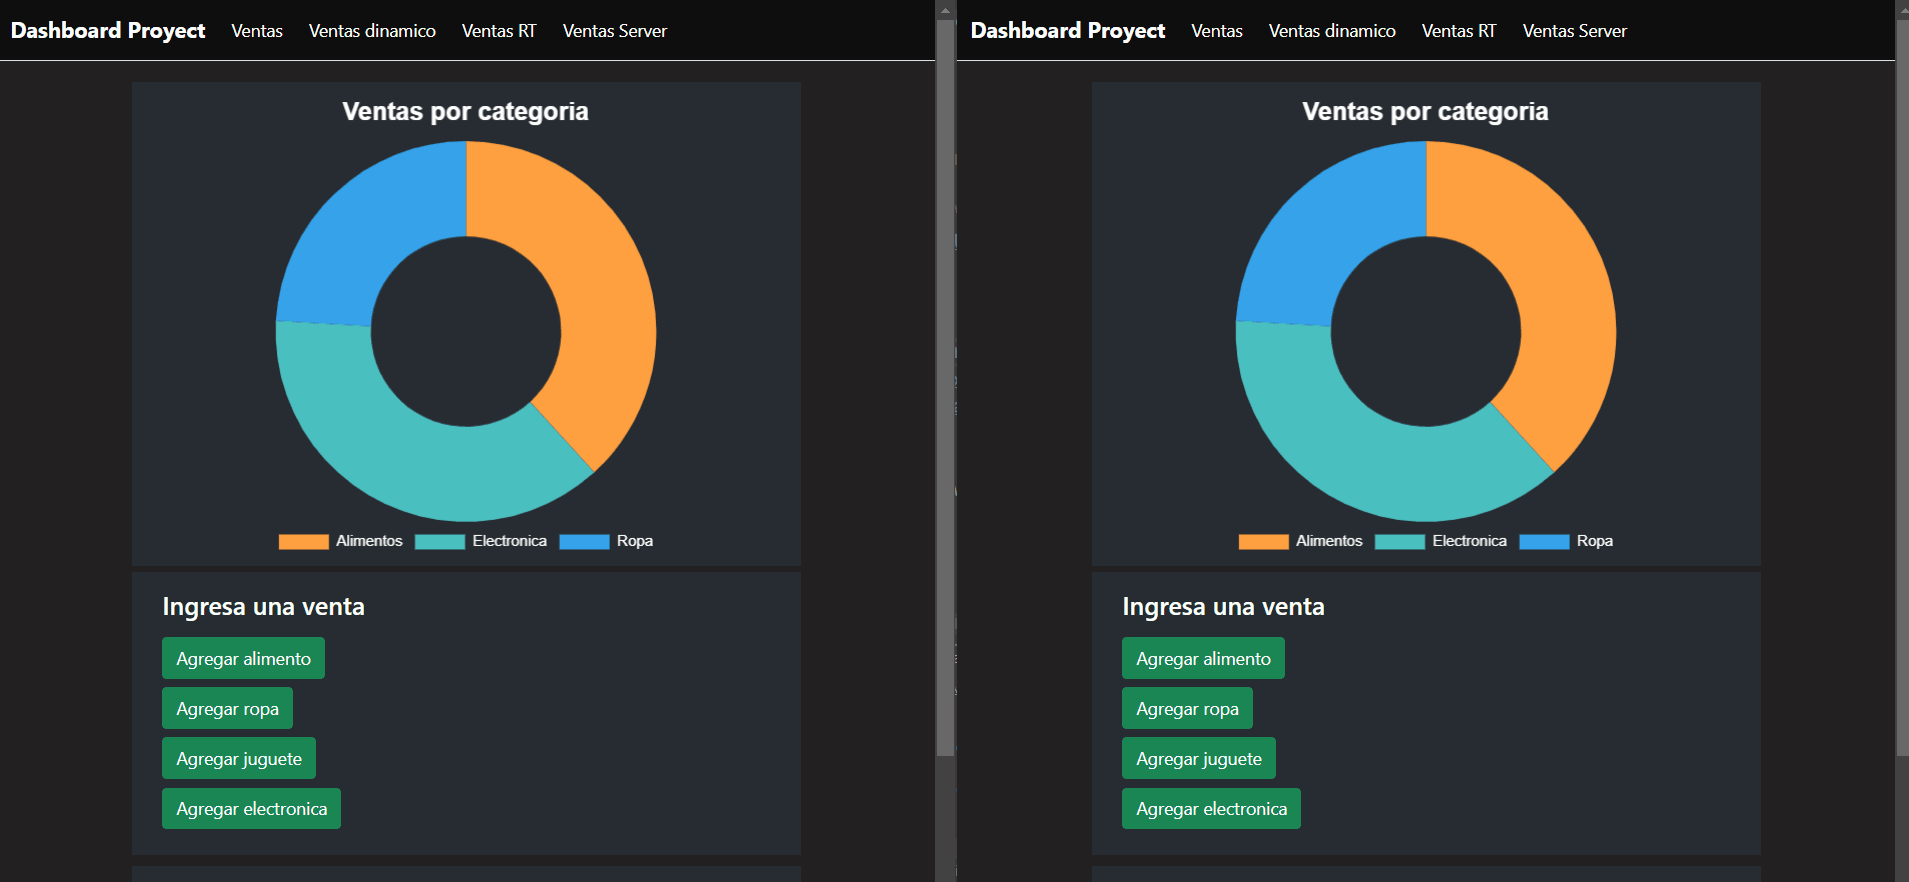 Dashboard Proyect Ventas Ventas dinamico Ventas RT Ventas Server
Ventas por categoria
Alimentos Electronica Ropa
Ingresa una venta
Agregar alimento
Agregar ropa
Agregar juguete
Agregar electronica
Dashboard Proyect Ventas Ventas dinamico Ventas RT Ventas Server
Ventas por categoria
Alimentos Electronica Ropa
Ingresa una venta
Agregar alimento
Agregar ropa
Agregar juguete
Agregar electronica